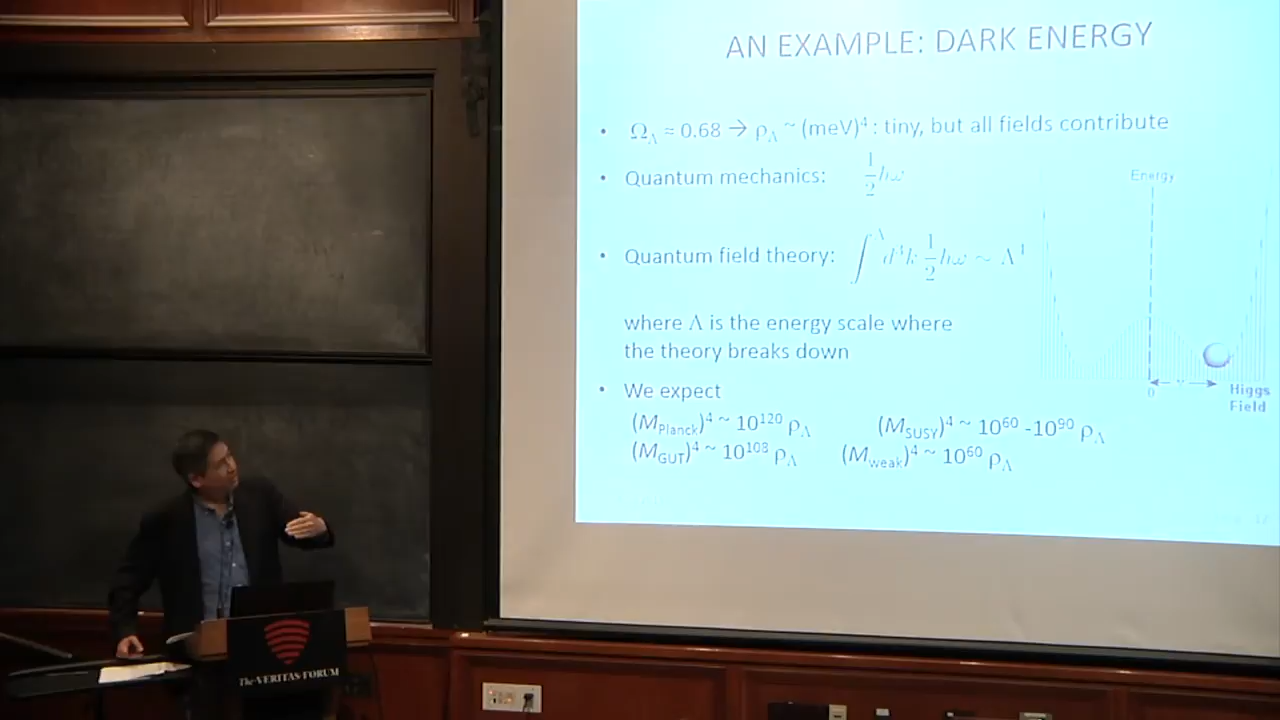 AN EXAMPLE: DARK ENERGY
• Ω_Λ ≈ 0.68 → ρ_Λ ~ (meV)⁴ : tiny, but all fields contribute
• Quantum mechanics: ½ħω
• Quantum field theory: ∫^Λ d³k ½ħω ~ Λ⁴
where Λ is the energy scale where
the theory breaks down
• We expect
(M_Planck)⁴ ~ 10¹²⁰ ρ_Λ (M_SUSY)⁴ ~ 10⁶⁰ -10⁹⁰ ρ_Λ
(M_GUT)⁴ ~ 10¹⁰⁸ ρ_Λ (M_weak)⁴ ~ 10⁶⁰ ρ_Λ
Energy
0 v
Higgs
Field
The VERITAS FORUM